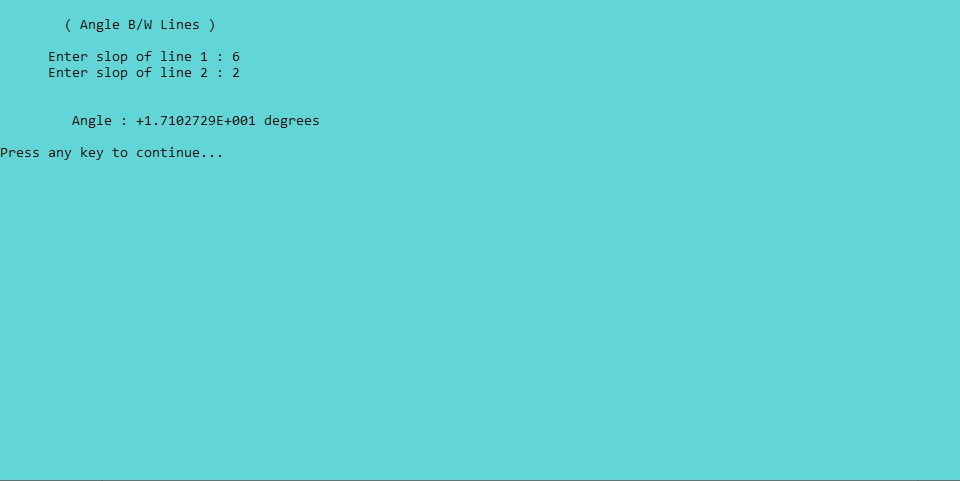 ( Angle B/W Lines )
Enter slop of line 1 : 6
Enter slop of line 2 : 2
Angle : +1.7102729E+001 degrees
Press any key to continue...